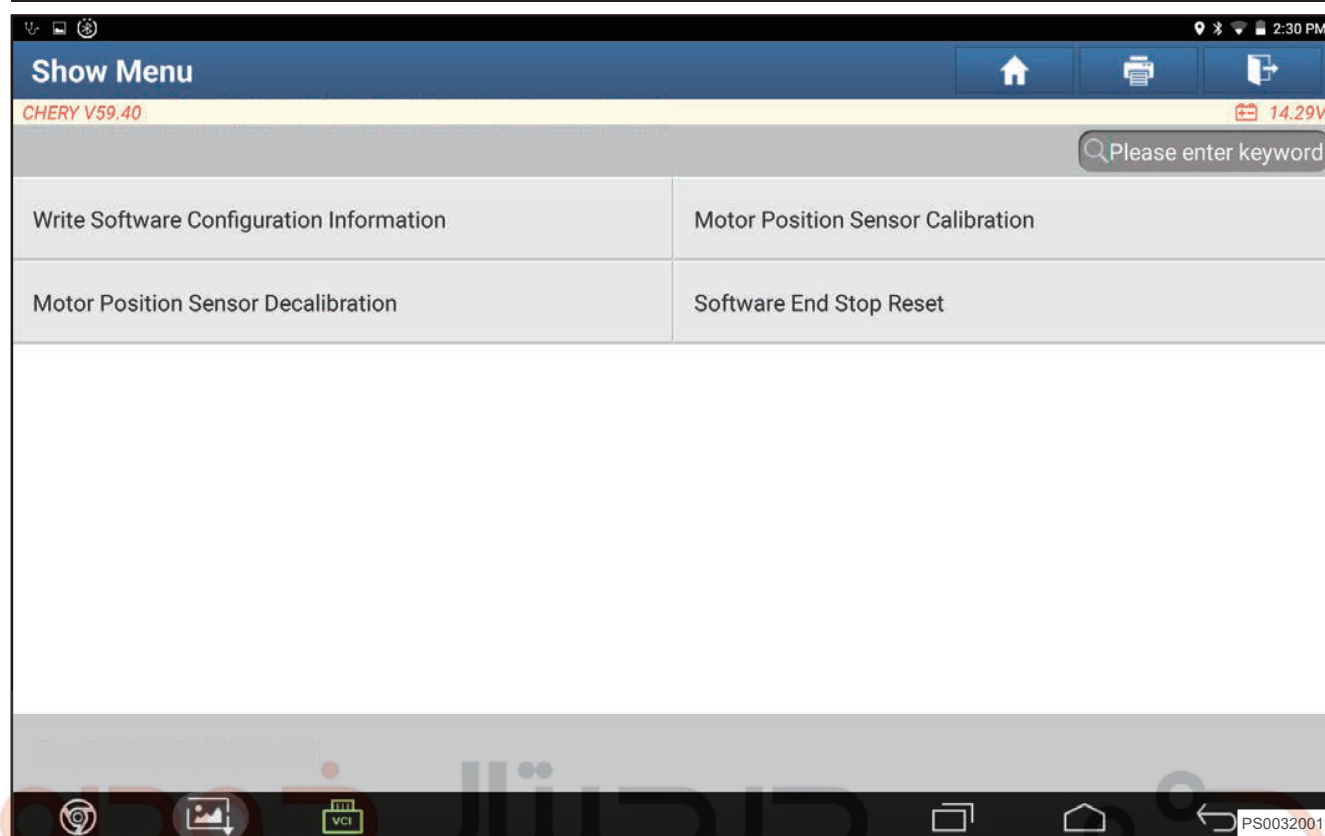 2:30 PM
Show Menu
CHERY V59.40
14.29V
Please enter keyword
Write Software Configuration Information
Motor Position Sensor Calibration
Motor Position Sensor Decalibration
Software End Stop Reset
VCI
PS0032001